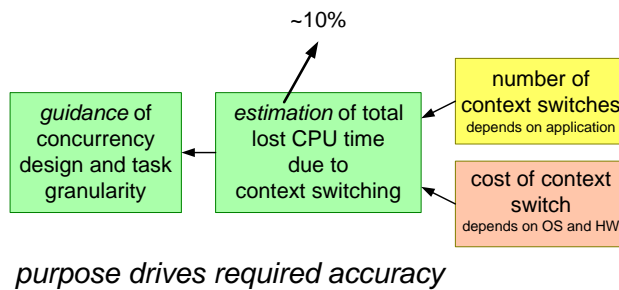 ~10%
guidance of
concurrency
design and task
granularity
estimation of total
lost CPU time
due to
context switching
number of
context switches
depends on application
cost of context
switch
depends on OS and HW
purpose drives required accuracy